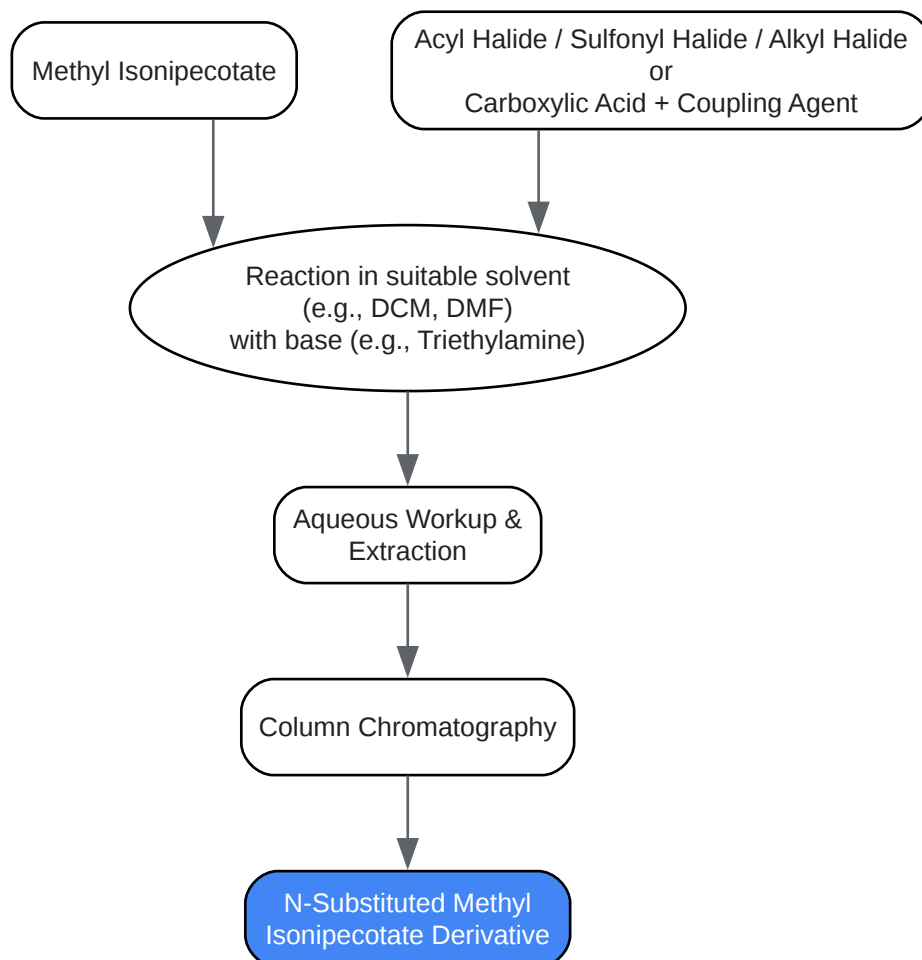 Methyl Isonipecotate
Acyl Halide / Sulfonyl Halide / Alkyl Halide
or
Carboxylic Acid + Coupling Agent
Reaction in suitable solvent
(e.g., DCM, DMF)
with base (e.g., Triethylamine)
Aqueous Workup &
Extraction
Column Chromatography
N-Substituted Methyl
Isonipecotate Derivative